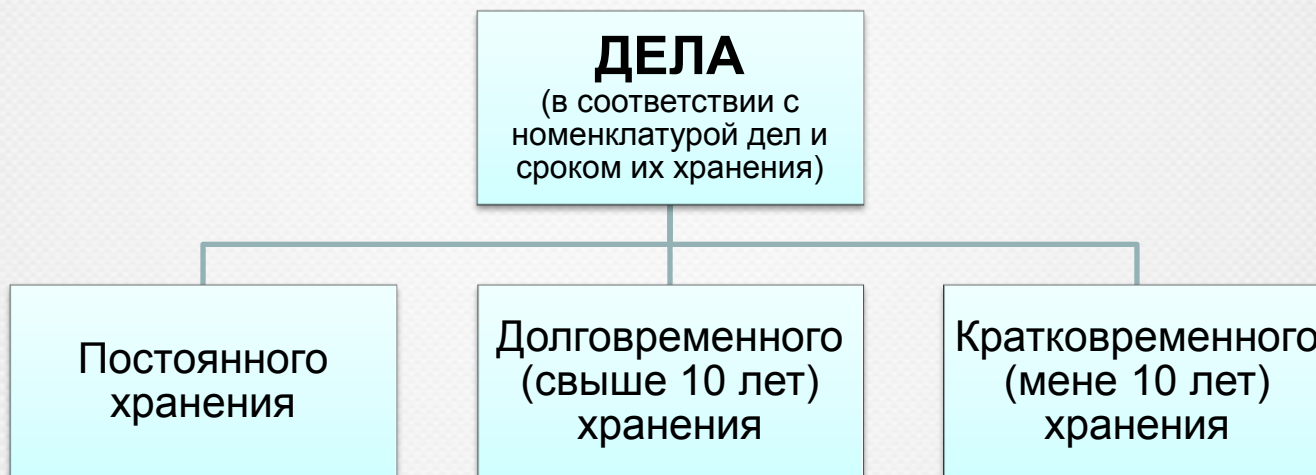 ДЕЛА
(в соответствии с
номенклатурой дел и
сроком их хранения)
Постоянного
хранения
Долговременного
(свыше 10 лет)
хранения
Кратковременного
(мене 10 лет)
хранения